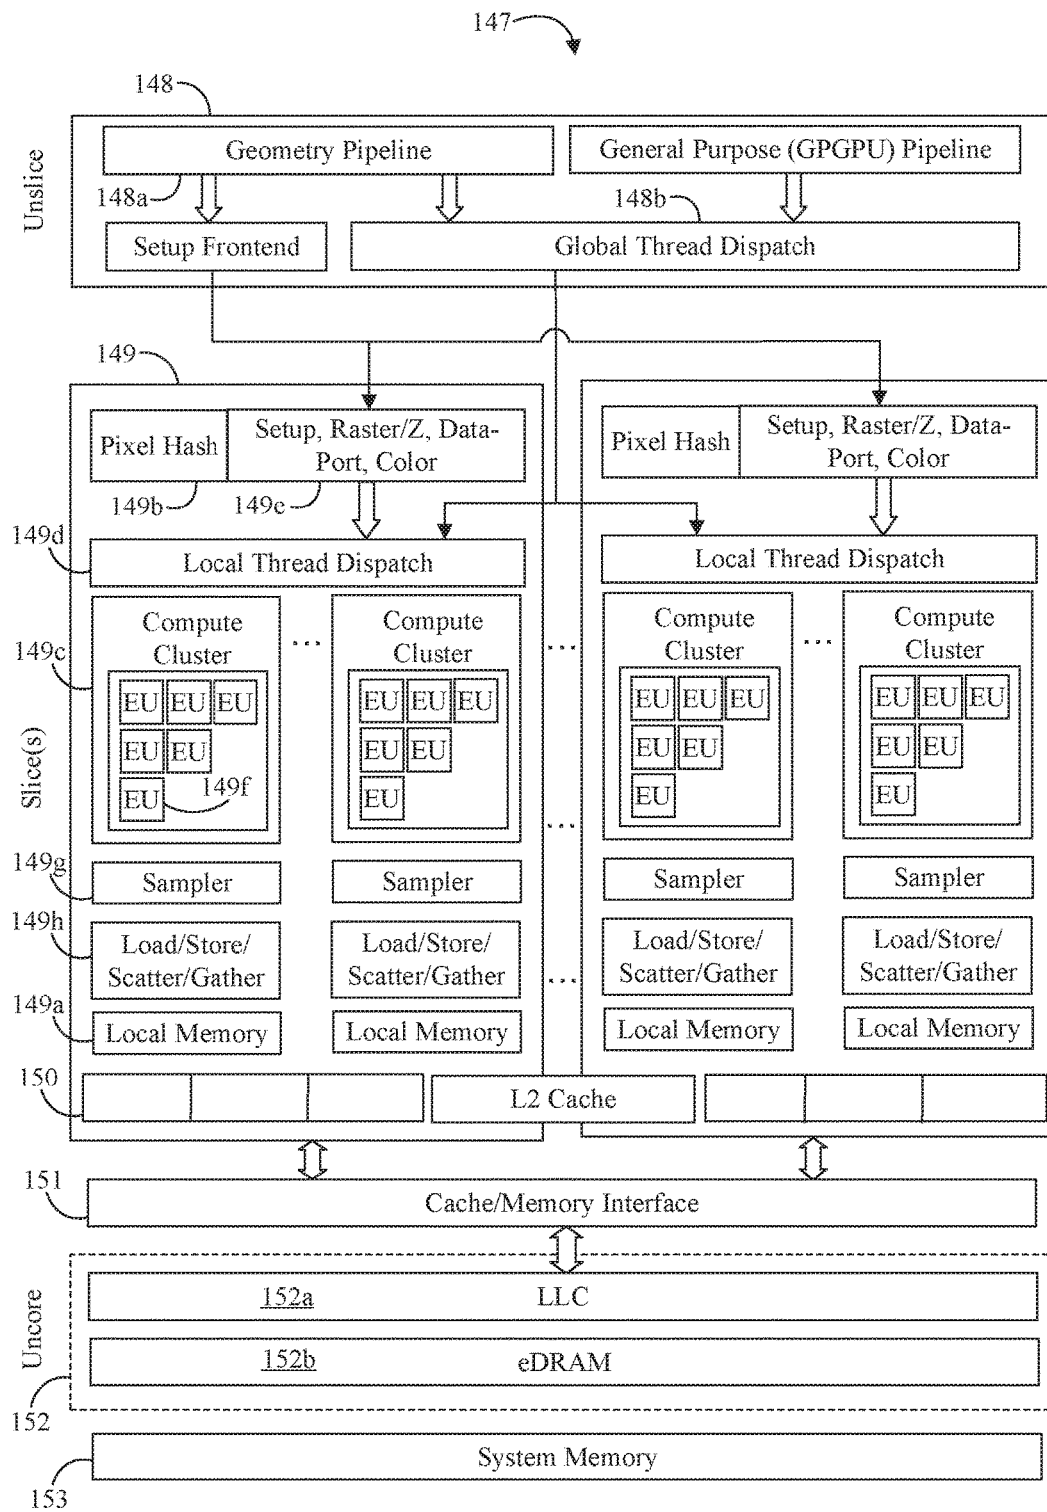 147
148
Unslice
Geometry Pipeline
General Purpose (GPGPU) Pipeline
148a
148b
Setup Frontend
Global Thread Dispatch
149
Pixel Hash
Setup, Raster/Z, Data-
Port, Color
Pixel Hash
Setup, Raster/Z, Data-
Port, Color
149b
149e
149d
Local Thread Dispatch
Local Thread Dispatch
Slice(s)
149c
Compute
Cluster
EU EU EU
EU EU
EU
149f
...
Compute
Cluster
EU EU EU
EU EU
EU
...
Compute
Cluster
EU EU EU
EU EU
EU
...
Compute
Cluster
EU EU EU
EU EU
EU
...
149g
Sampler
Sampler
Sampler
Sampler
149h
Load/Store/
Scatter/Gather
Load/Store/
Scatter/Gather
...
Load/Store/
Scatter/Gather
Load/Store/
Scatter/Gather
149a
Local Memory
Local Memory
Local Memory
Local Memory
150
L2 Cache
151
Cache/Memory Interface
Uncore
152a LLC
152b eDRAM
152
System Memory
153